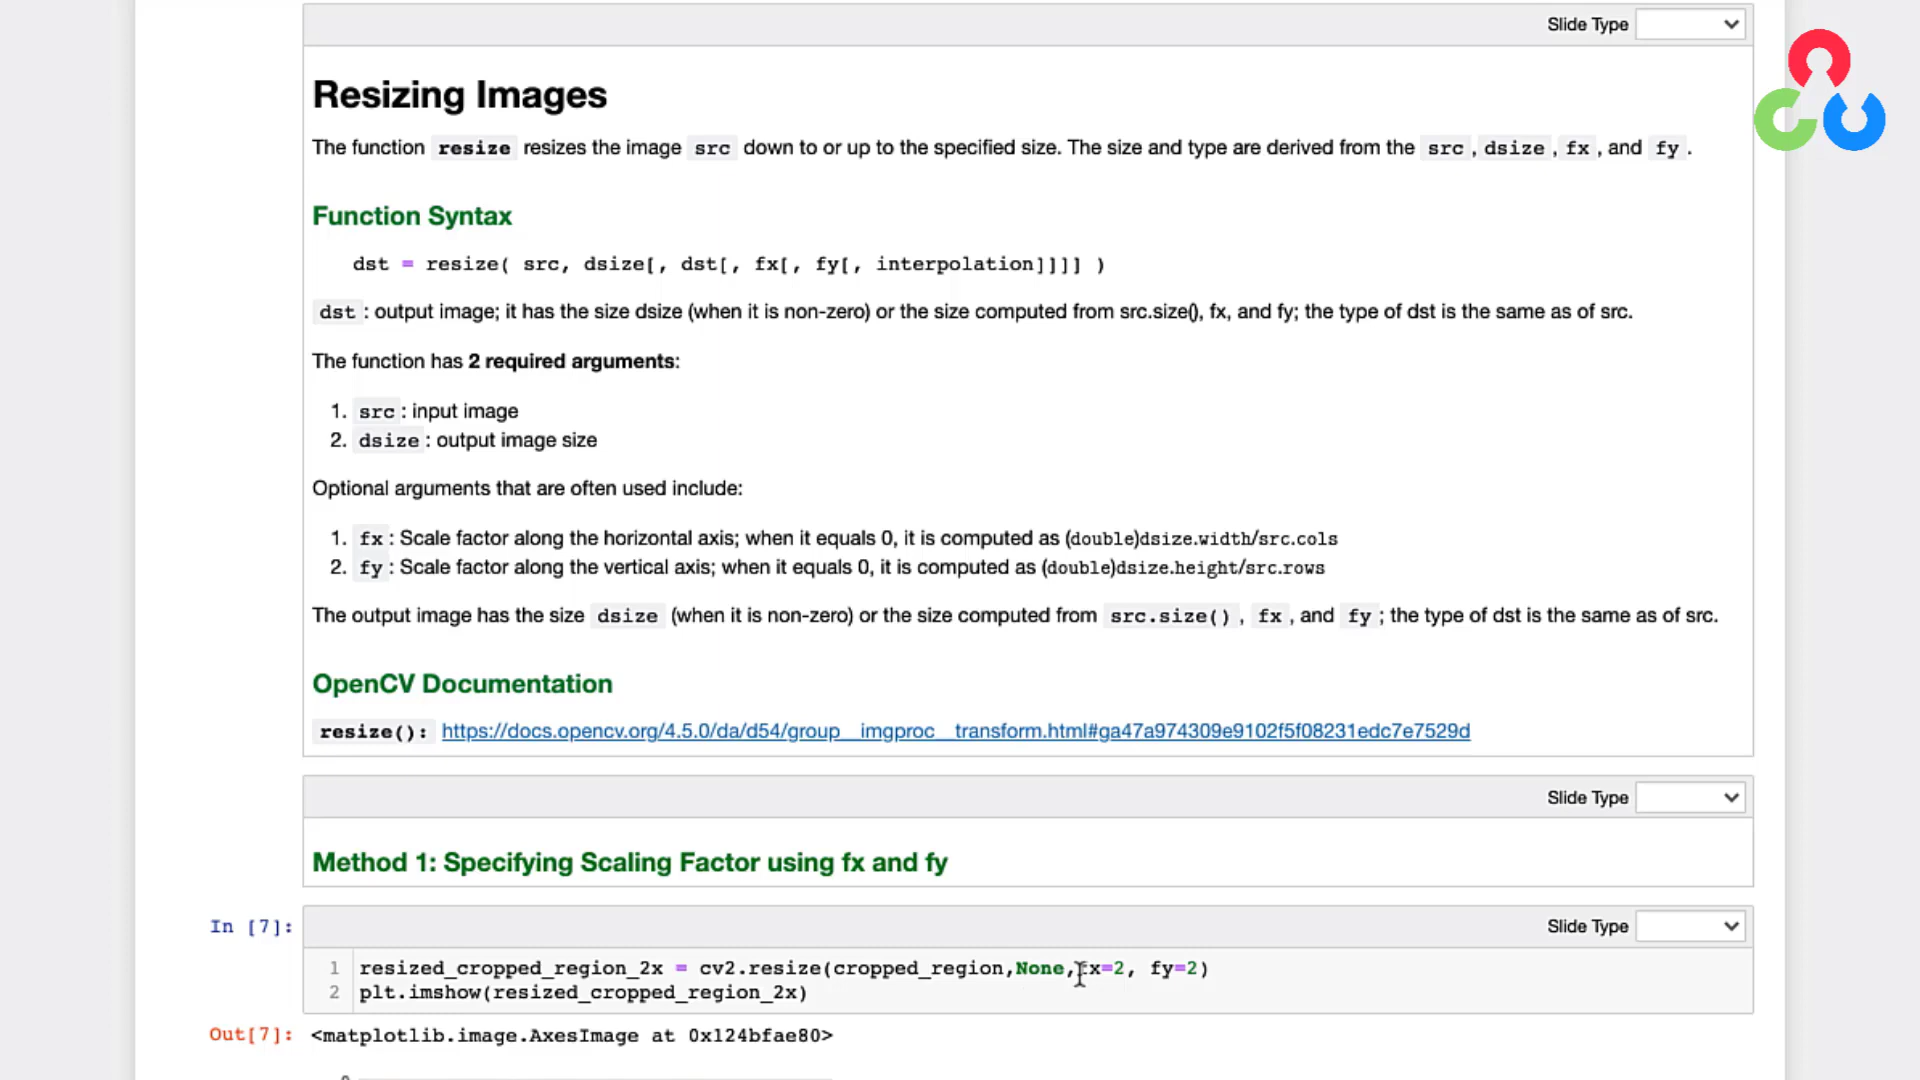 Slide Type
Resizing Images
The function resize resizes the image src down to or up to the specified size. The size and type are derived from the src , dsize , fx , and fy .
Function Syntax
dst = resize( src, dsize[, dst[, fx[, fy[, interpolation]]]] )
dst : output image; it has the size dsize (when it is non-zero) or the size computed from src.size(), fx, and fy; the type of dst is the same as of src.
The function has 2 required arguments:
1. src : input image
2. dsize : output image size
Optional arguments that are often used include:
1. fx : Scale factor along the horizontal axis; when it equals 0, it is computed as (double)dsize.width/src.cols
2. fy : Scale factor along the vertical axis; when it equals 0, it is computed as (double)dsize.height/src.rows
The output image has the size dsize (when it is non-zero) or the size computed from src.size() , fx , and fy ; the type of dst is the same as of src.
OpenCV Documentation
resize(): https://docs.opencv.org/4.5.0/da/d54/group__imgproc__transform.html#ga47a974309e9102f5f08231edc7e7529d
Slide Type
Method 1: Specifying Scaling Factor using fx and fy
In [7]:
Slide Type
1 resized_cropped_region_2x = cv2.resize(cropped_region,None,fx=2, fy=2)
2 plt.imshow(resized_cropped_region_2x)
Out[7]: <matplotlib.image.AxesImage at 0x124bfae80>